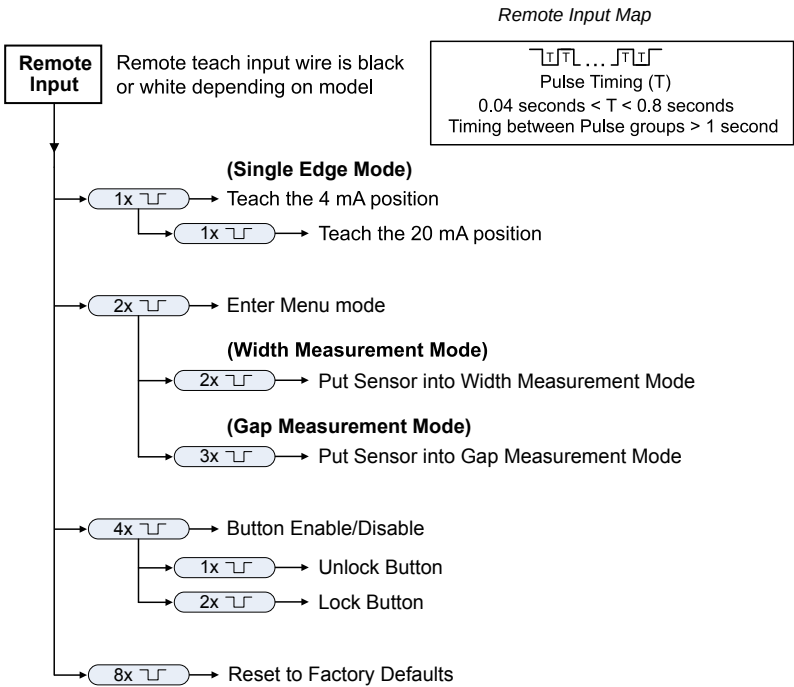 Remote Input Map
Remote
Input
Remote teach input wire is black
or white depending on model
T T ... T T
Pulse Timing (T)
0.04 seconds < T < 0.8 seconds
Timing between Pulse groups > 1 second
(Single Edge Mode)
1x Teach the 4 mA position
1x Teach the 20 mA position
2x Enter Menu mode
(Width Measurement Mode)
2x Put Sensor into Width Measurement Mode
(Gap Measurement Mode)
3x Put Sensor into Gap Measurement Mode
4x Button Enable/Disable
1x Unlock Button
2x Lock Button
8x Reset to Factory Defaults